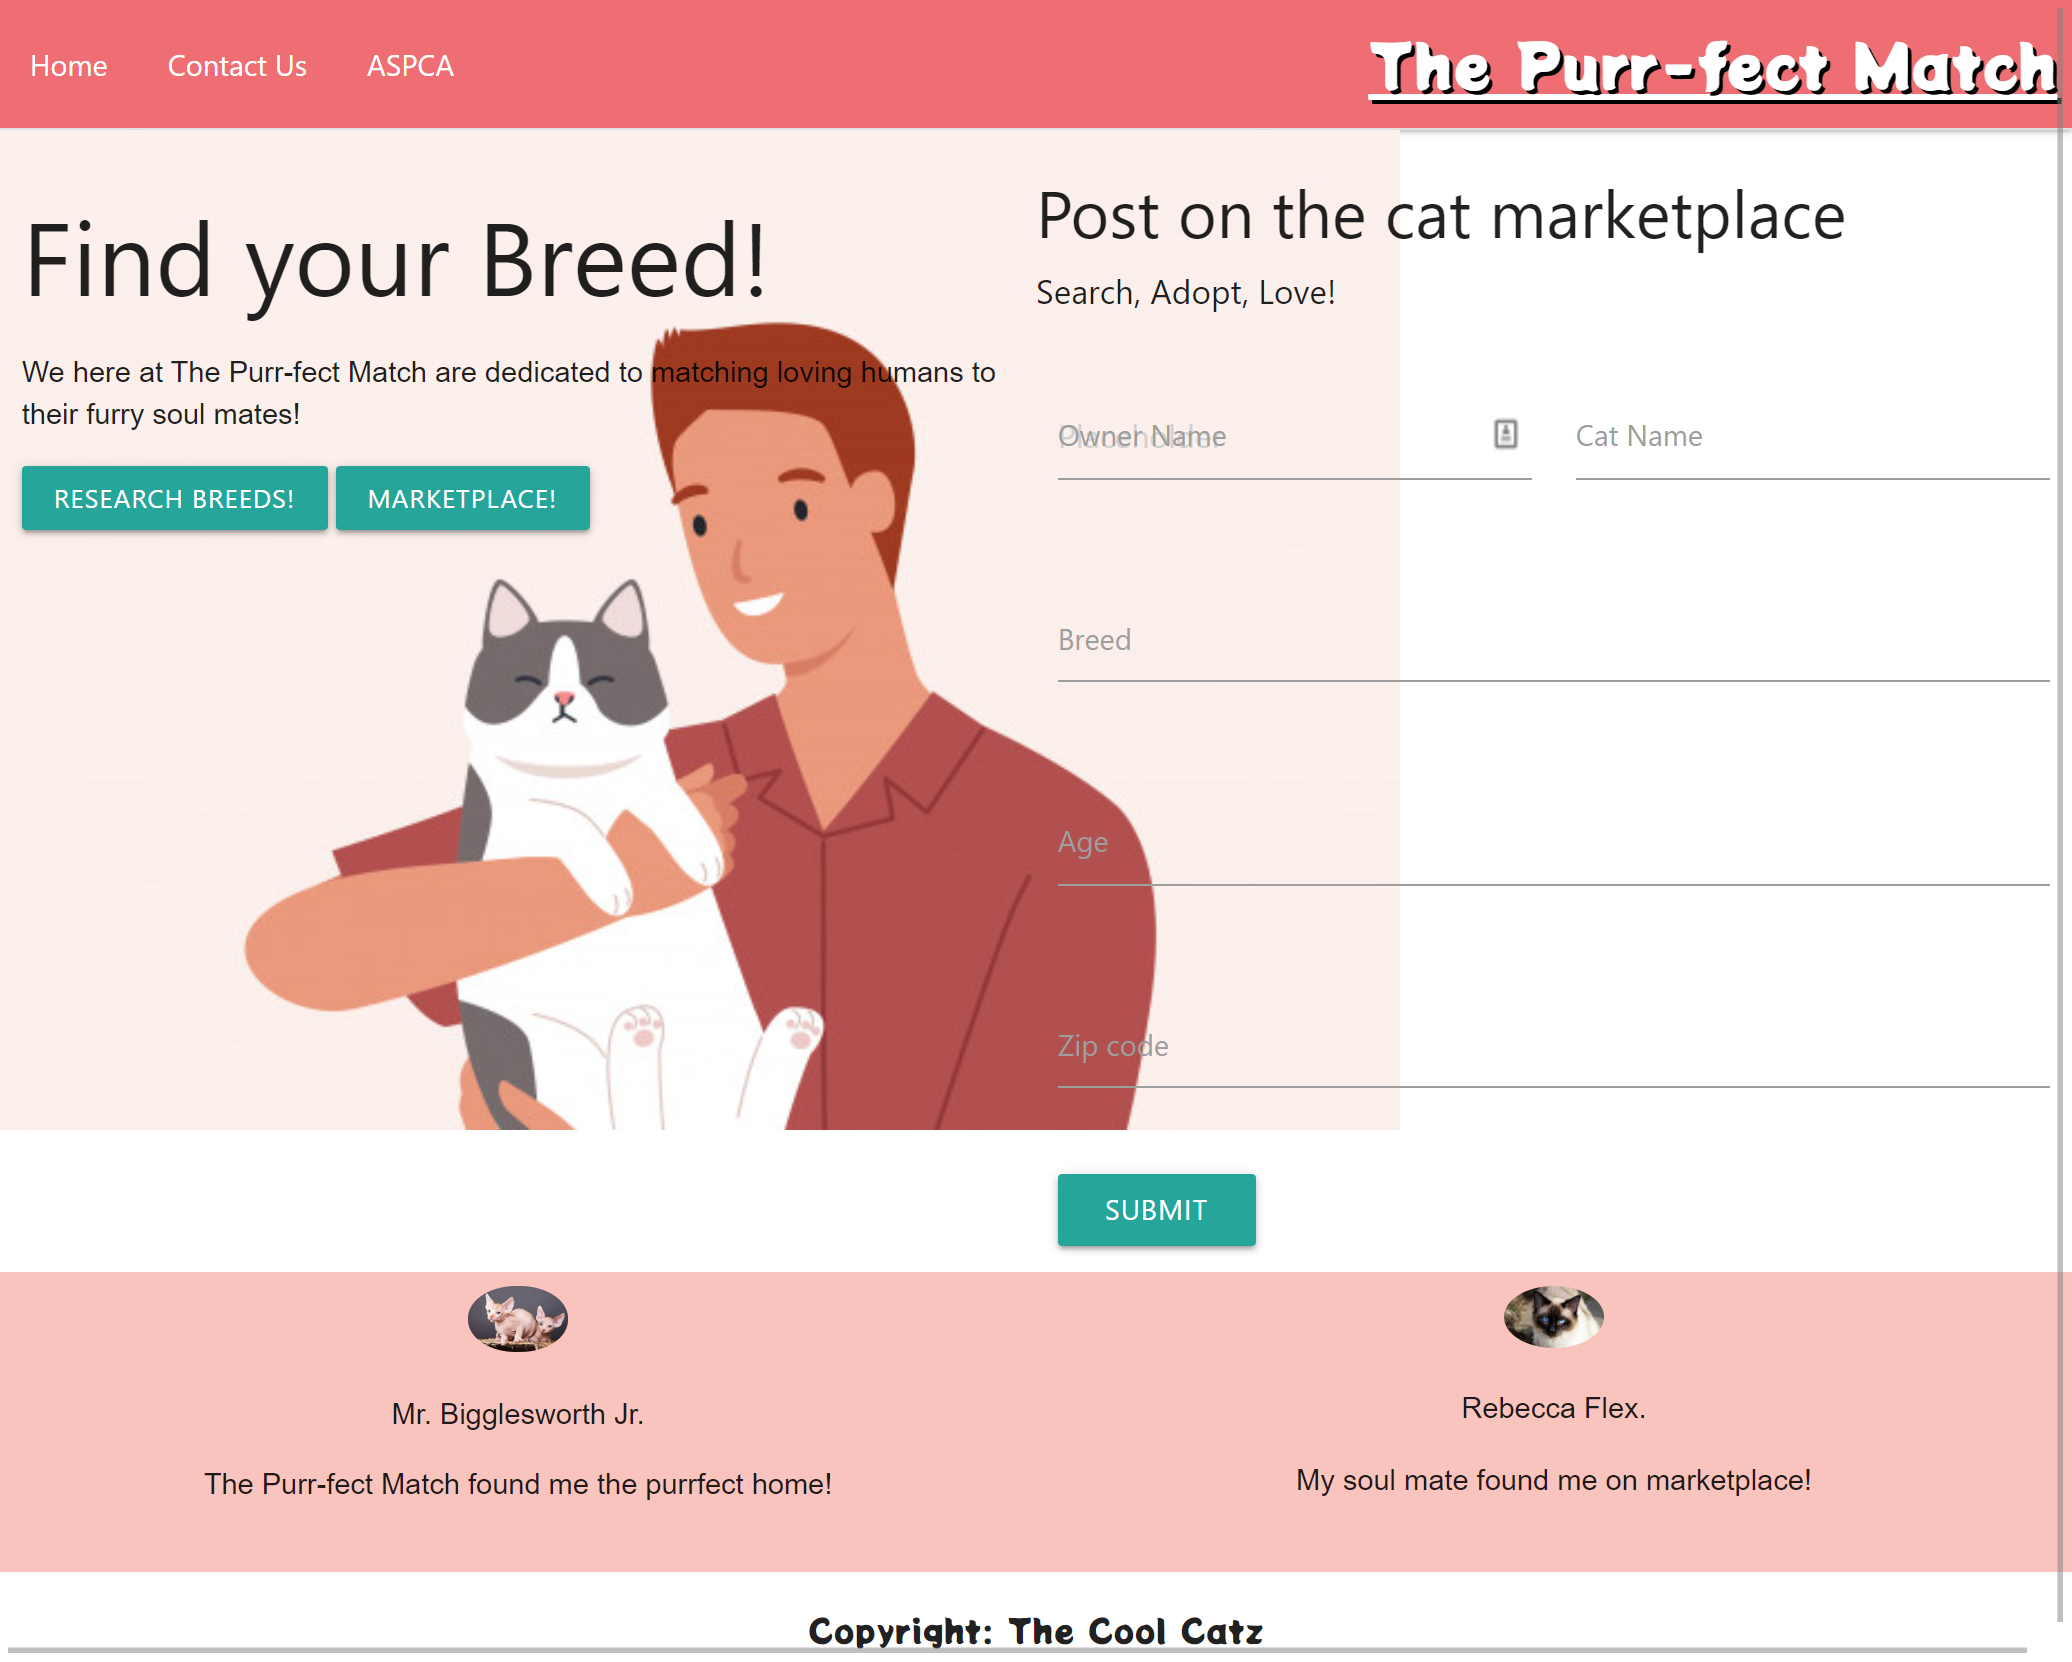 Home Contact Us ASPCA The Purr-fect Match
Find your Breed!
We here at The Purr-fect Match are dedicated to matching loving humans to
their furry soul mates!
RESEARCH BREEDS! MARKETPLACE!
Post on the cat marketplace
Search, Adopt, Love!
Owner Name Placeholder Cat Name
Breed
Age
Zip code
SUBMIT
Mr. Bigglesworth Jr.
The Purr-fect Match found me the purrfect home!
Rebecca Flex.
My soul mate found me on marketplace!
Copyright: The Cool Catz